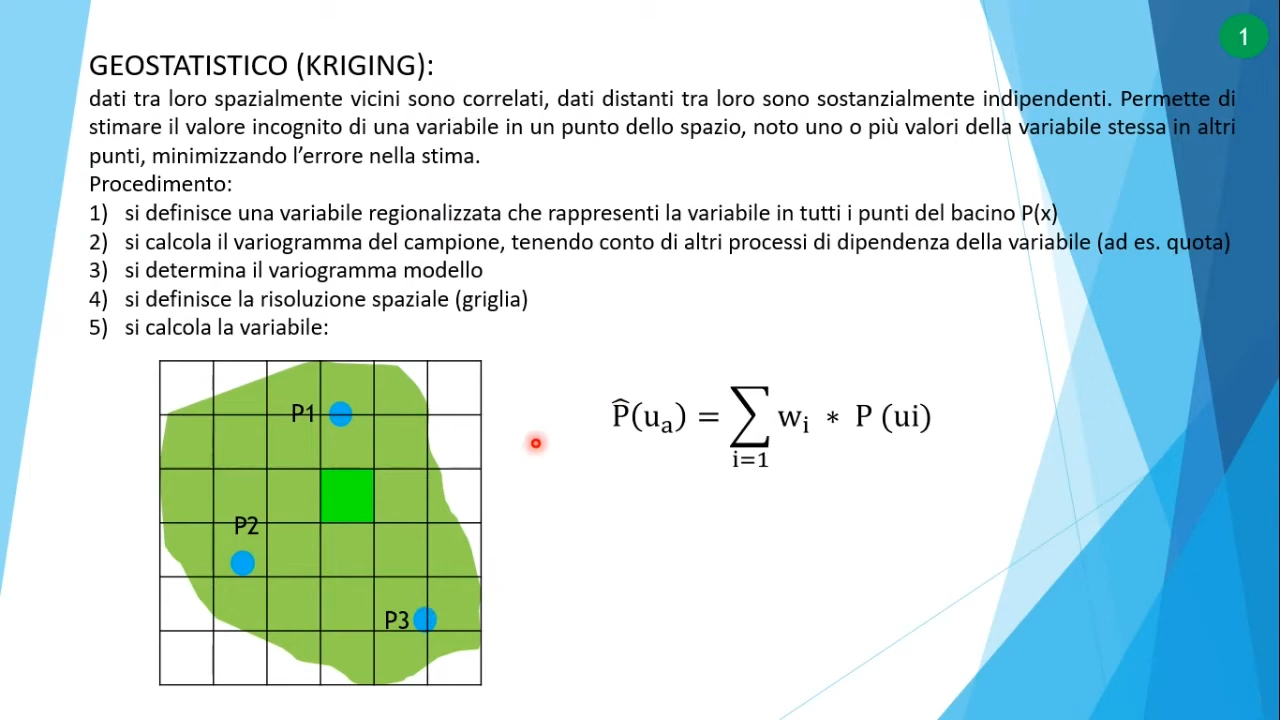 1
GEOSTATISTICO (KRIGING):
dati tra loro spazialmente vicini sono correlati, dati distanti tra loro sono sostanzialmente indipendenti. Permette di
stimare il valore incognito di una variabile in un punto dello spazio, noto uno o più valori della variabile stessa in altri
punti, minimizzando l’errore nella stima.
Procedimento:
1) si definisce una variabile regionalizzata che rappresenti la variabile in tutti i punti del bacino P(x)
2) si calcola il variogramma del campione, tenendo conto di altri processi di dipendenza della variabile (ad es. quota)
3) si determina il variogramma modello
4) si definisce la risoluzione spaziale (griglia)
5) si calcola la variabile:
P1
P2
P3
P̂(uₐ) = ∑ wᵢ * P (ui)
i=1